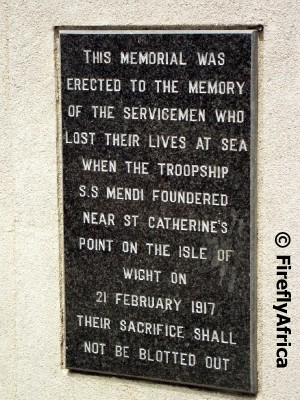 THIS MEMORIAL WAS
ERECTED TO THE MEMORY
OF THE SERVICEMEN WHO
LOST THEIR LIVES AT SEA
WHEN THE TROOPSHIP
S.S MENDI FOUNDERED
NEAR ST CATHERINE'S
POINT ON THE ISLE OF
WIGHT ON
21 FEBRUARY 1917
THEIR SACRIFICE SHALL
NOT BE BLOTTED OUT
© FireflyAfrica